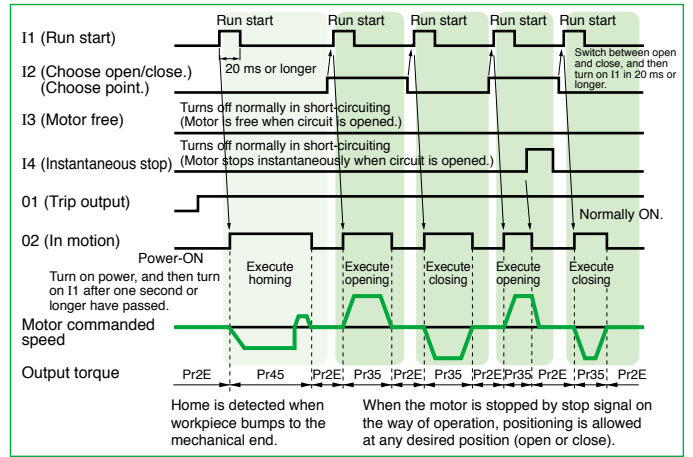 Run start Run start Run start Run start Run start
I1 (Run start)
20 ms or longer
Switch between open
and close, and then
turn on I1 in 20 ms or
longer.
I2 (Choose open/close.)
(Choose point.)
I3 (Motor free)
Turns off normally in short-circuiting
(Motor is free when circuit is opened.)
I4 (Instantaneous stop)
Turns off normally in short-circuiting
(Motor stops instantaneously when circuit is opened.)
01 (Trip output)
Normally ON.
02 (In motion)
Power-ON
Turn on power, and then turn
on I1 after one second or
longer have passed.
Execute
homing
Execute
opening
Execute
closing
Execute
opening
Execute
closing
Motor commanded
speed
Output torque
Pr2E Pr45 Pr2E Pr35 Pr2E Pr35 Pr2E Pr35 Pr2E Pr35 Pr2E
Home is detected when
workpiece bumps to the
mechanical end.
When the motor is stopped by stop signal on
the way of operation, positioning is allowed
at any desired position (open or close).